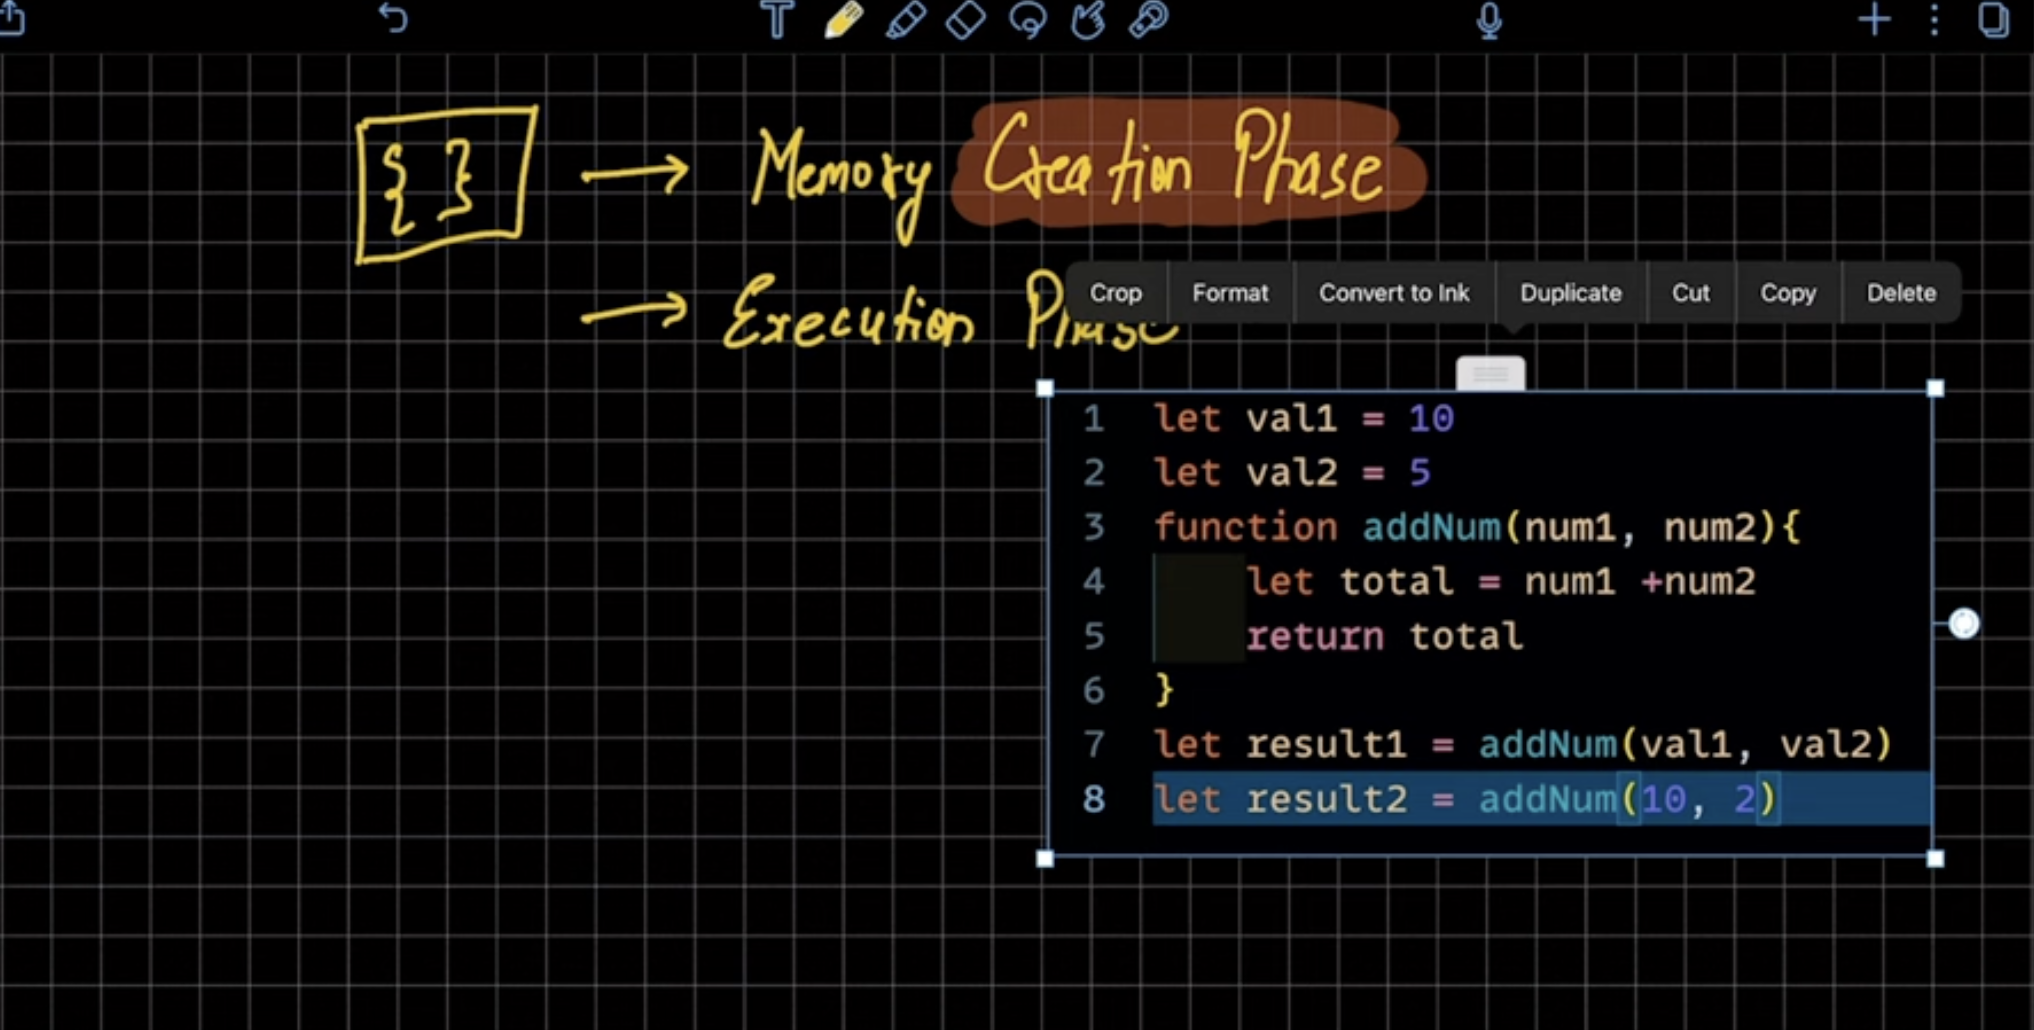 { } → Memory Creation Phase
→ Execution Phase
Crop Format Convert to Ink Duplicate Cut Copy Delete
1 let val1 = 10
2 let val2 = 5
3 function addNum(num1, num2){
4 let total = num1 +num2
5 return total
6 }
7 let result1 = addNum(val1, val2)
8 let result2 = addNum(10, 2)